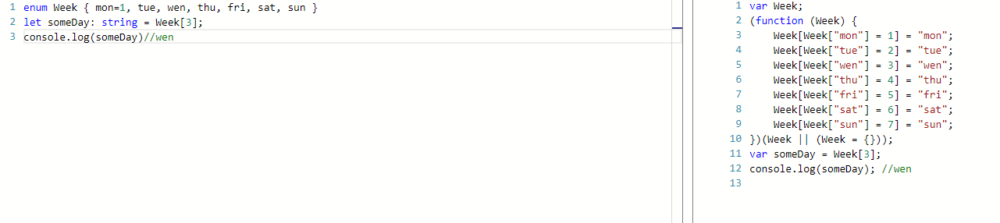 1 enum Week { mon=1, tue, wen, thu, fri, sat, sun }
2 let someDay: string = Week[3];
3 console.log(someDay)//wen
1 var Week;
2 (function (Week) {
3 Week[Week["mon"] = 1] = "mon";
4 Week[Week["tue"] = 2] = "tue";
5 Week[Week["wen"] = 3] = "wen";
6 Week[Week["thu"] = 4] = "thu";
7 Week[Week["fri"] = 5] = "fri";
8 Week[Week["sat"] = 6] = "sat";
9 Week[Week["sun"] = 7] = "sun";
10 })(Week || (Week = {}));
11 var someDay = Week[3];
12 console.log(someDay); //wen
13